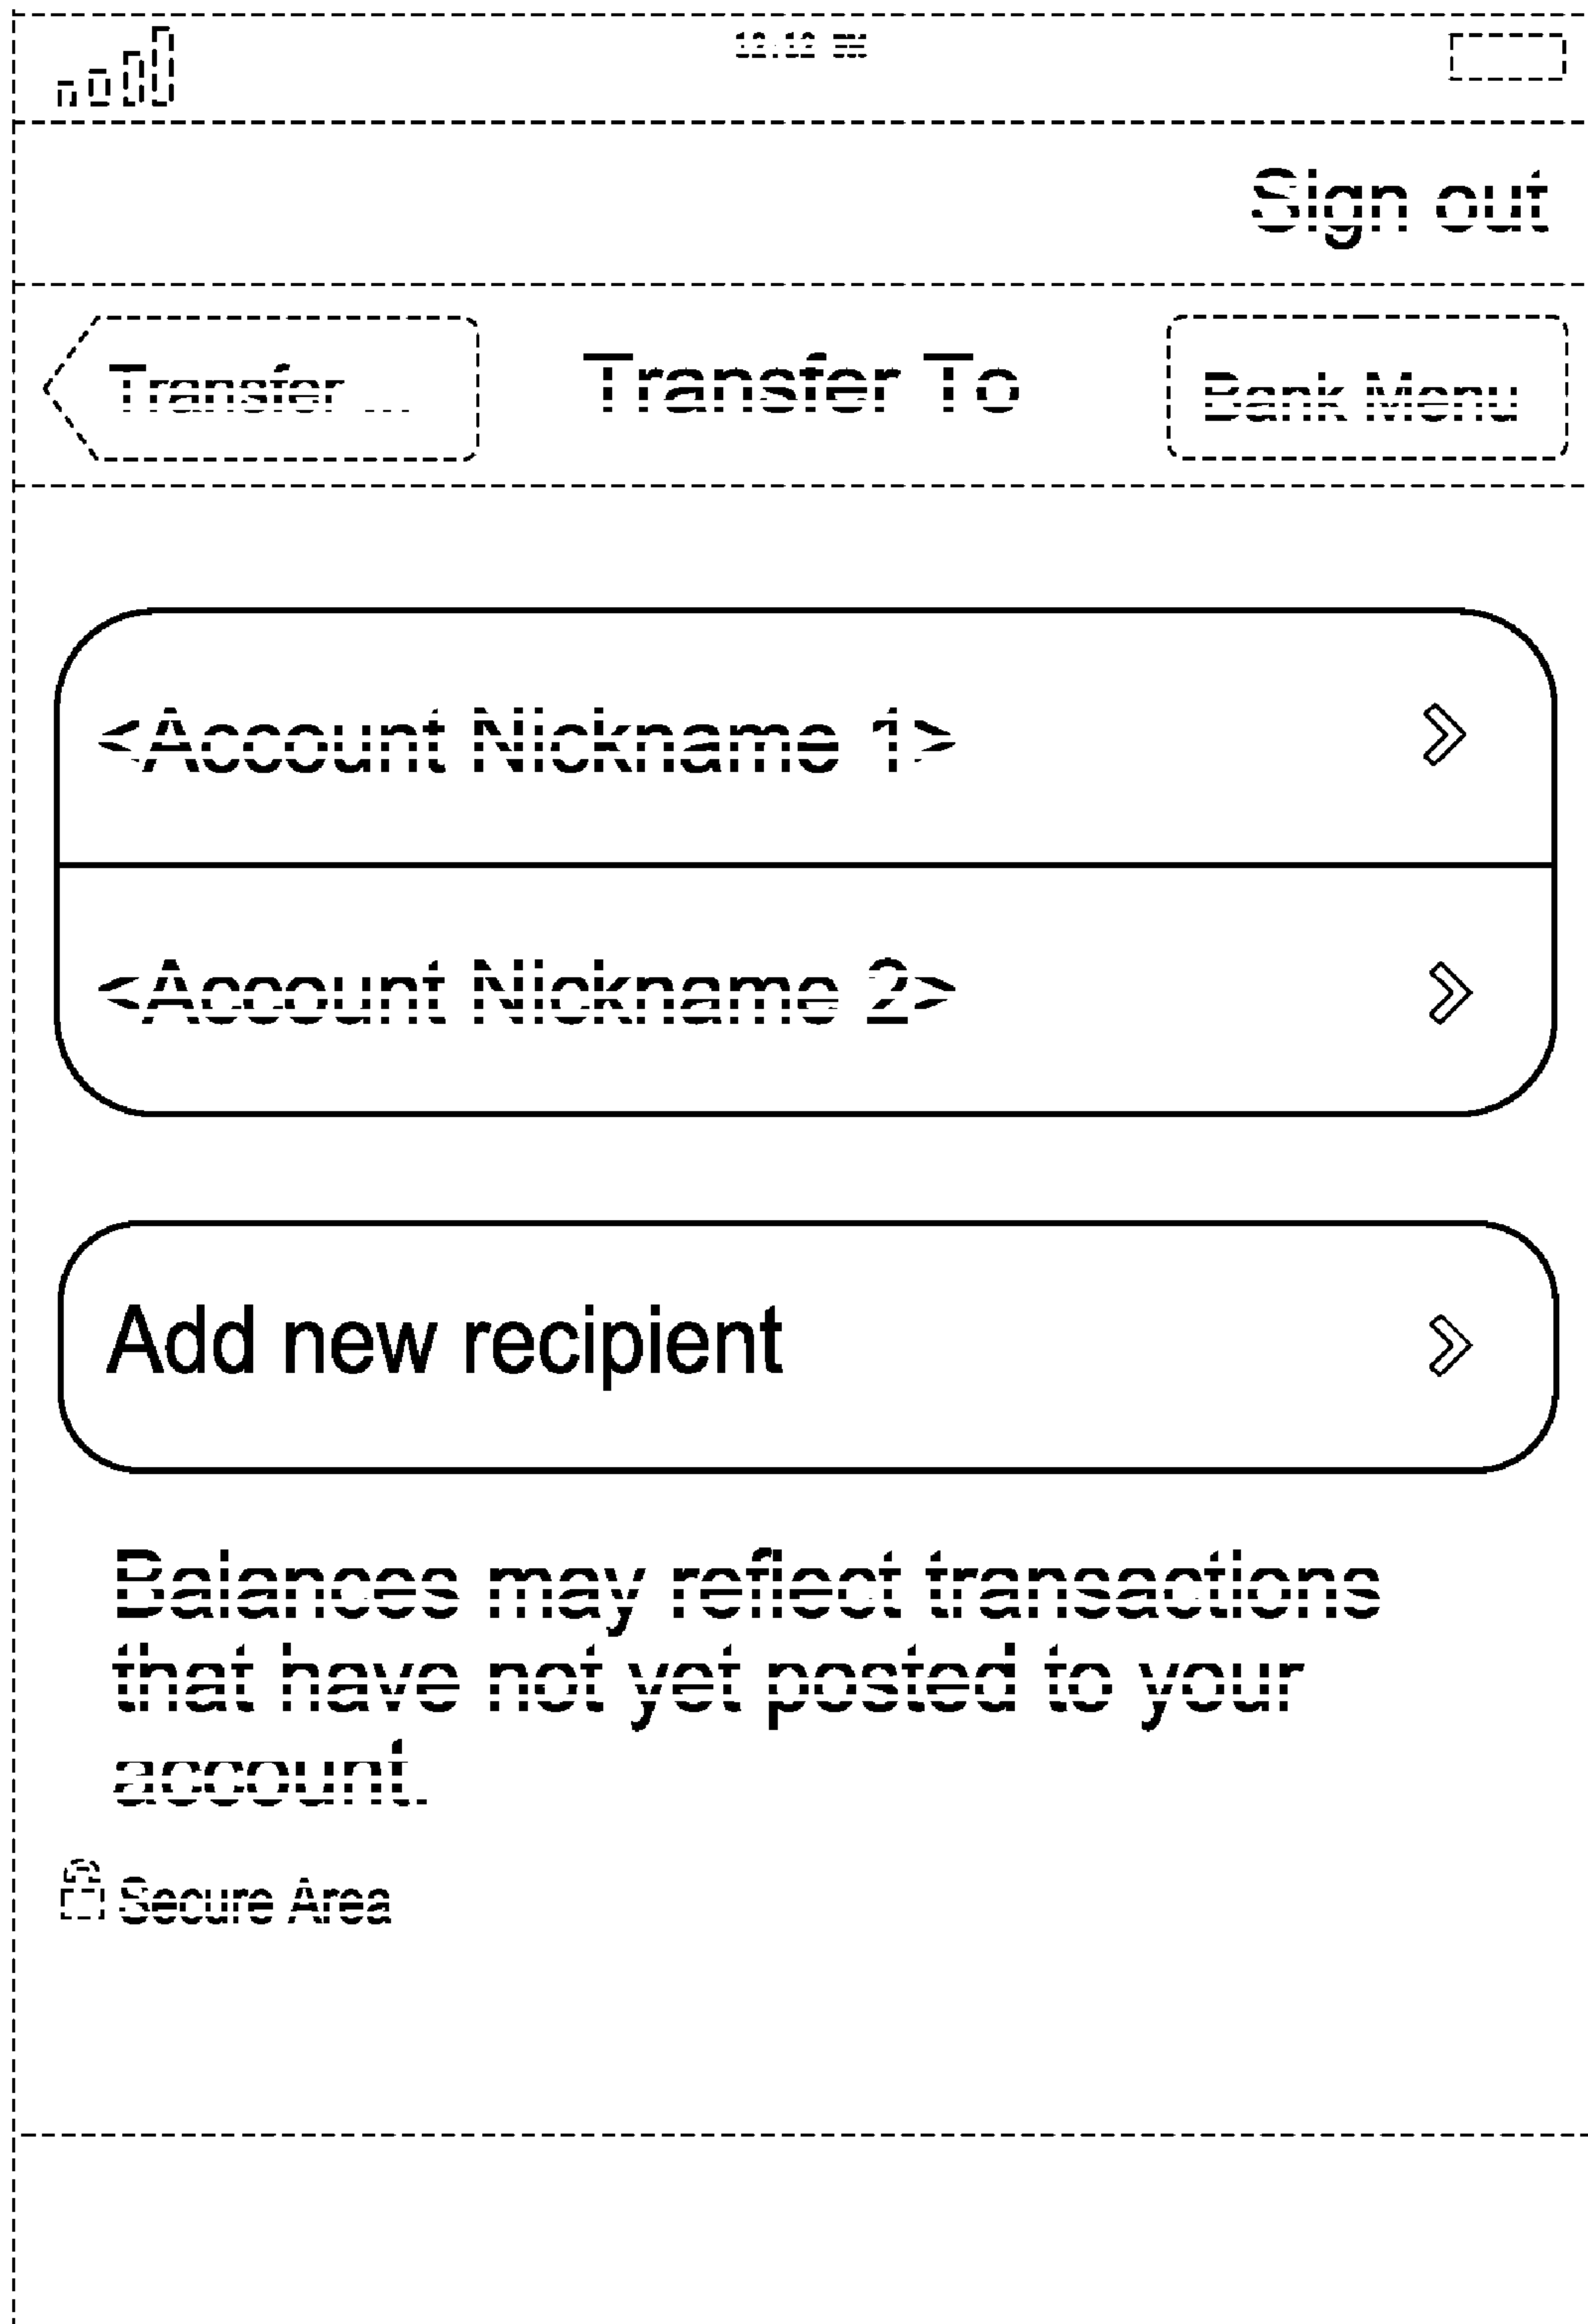 Sign out
Transfer ...
Transfer To
Bank Menu
<Account Nickname 1>
<Account Nickname 2>
Add new recipient
Balances may reflect transactions
that have not yet posted to your
account.
Secure Area